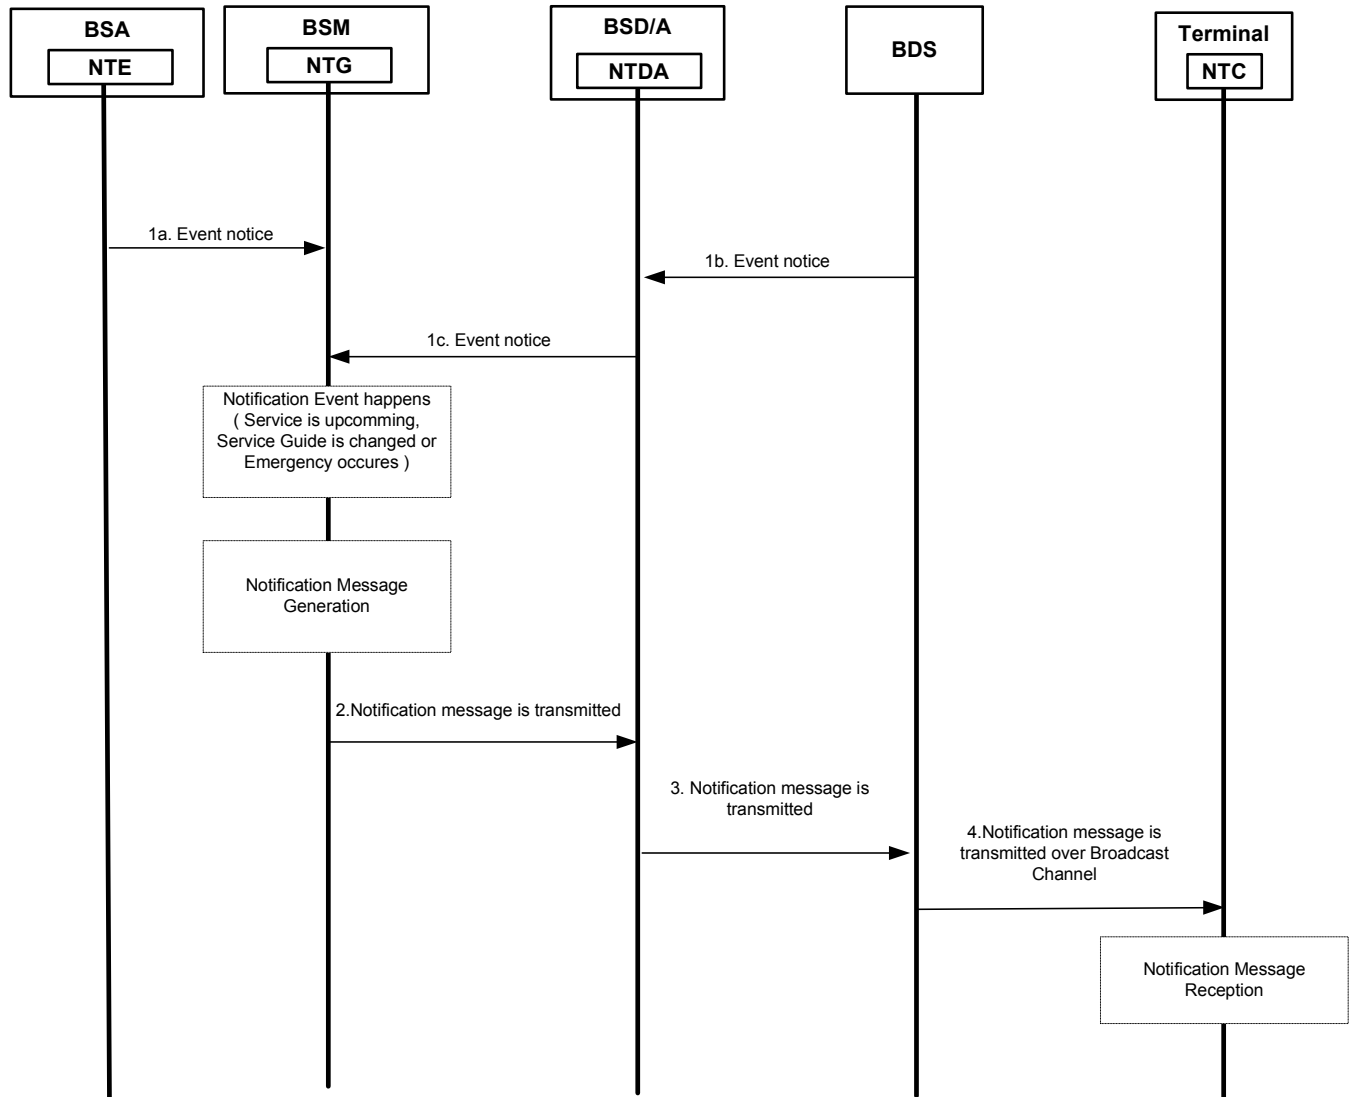 BSA
NTE
BSM
NTG
BSD/A
NTDA
BDS
Terminal
NTC
1a. Event notice
1b. Event notice
1c. Event notice
Notification Event happens
( Service is upcomming,
Service Guide is changed or
Emergency occures )
Notification Message
Generation
2.Notification message is transmitted
3. Notification message is
transmitted
4.Notification message is
transmitted over Broadcast
Channel
Notification Message
Reception